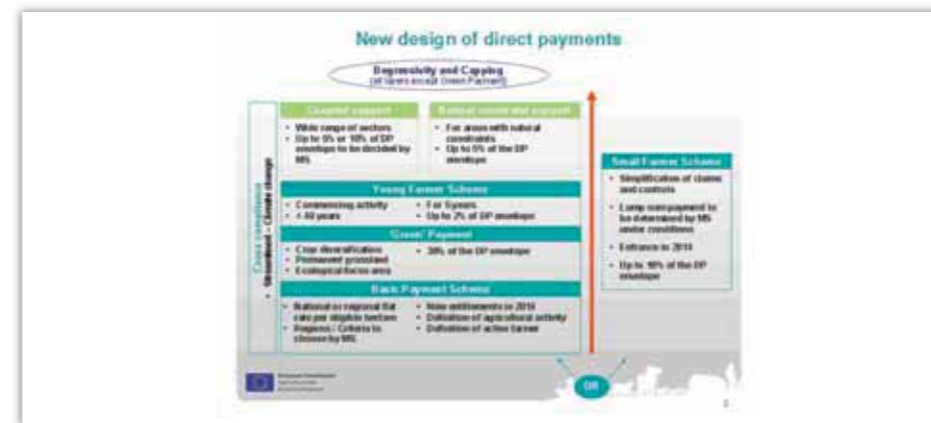 New design of direct payments
Degressivity and Capping
(all layers except Green Payment)
Coupled support
• Wide range of sectors
• Up to 5% or 10% of DP
envelope to be decided by
MS
Natural constraint support
• For areas with natural
constraints
• Up to 5% of the DP
envelope
Cross compliance
• Streamlined – Climate change
Young Farmer Scheme
• Commencing activity
• < 40 years
• For 5 years
• Up to 2% of DP envelope
'Green' Payment
• Crop diversification
• Permanent grassland
• Ecological focus area
• 30% of the DP envelope
Basic Payment Scheme
• National or regional flat
rate per eligible hectare
• Regions / Criteria to
choose by MS
• New entitlements in 2014
• Definition of agricultural activity
• Definition of active farmer
Small Farmer Scheme
• Simplification of claims
and controls
• Lump sum payment to
be determined by MS
under conditions
• Entrance in 2014
• Up to 10% of the DP
envelope
OR
European Commission